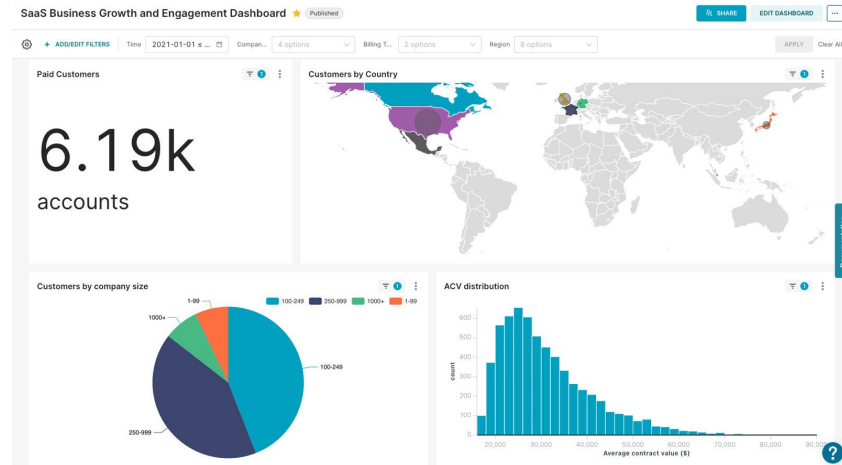 SaaS Business Growth and Engagement Dashboard Published
SHARE EDIT DASHBOARD ...
+ ADD/EDIT FILTERS Time 2021-01-01 ≤ ... Compan... 4 options Billing T... 2 options Region 8 options APPLY Clear All
Paid Customers 1
6.19k
accounts
Customers by Country 1
Customers by company size 1
100-249 250-999 1000+ 1-99
1-99
1000+
100-249
250-999
ACV distribution 1
600
500
400
300
200
100
0
count
20,000 30,000 40,000 50,000 60,000 70,000 80,000 90,000
Average contract value ($)
?